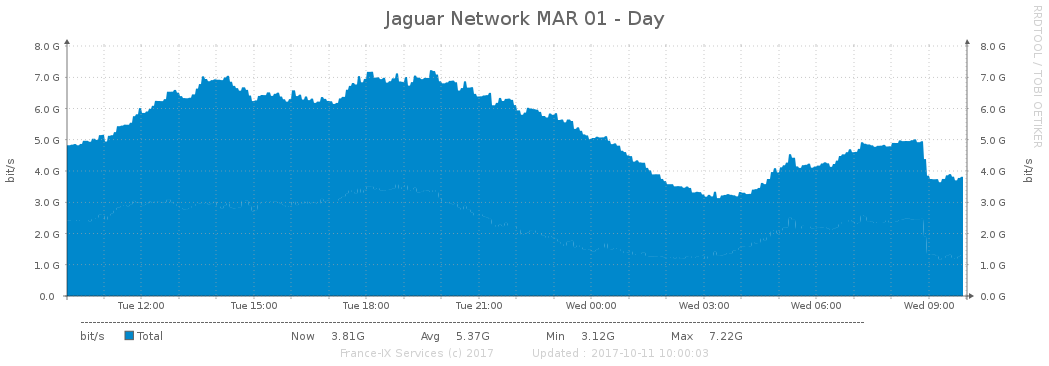 Jaguar Network MAR 01 - Day
RRDTOOL / TOBI OETIKER
8.0 G 8.0 G
7.0 G 7.0 G
6.0 G 6.0 G
5.0 G 5.0 G
4.0 G 4.0 G
3.0 G 3.0 G
2.0 G 2.0 G
1.0 G 1.0 G
0.0 0.0 G
bit/s bit/s
Tue 12:00 Tue 15:00 Tue 18:00 Tue 21:00 Wed 00:00 Wed 03:00 Wed 06:00 Wed 09:00
bit/s Total Now 3.81G Avg 5.37G Min 3.12G Max 7.22G
France-IX Services (c) 2017 Updated : 2017-10-11 10:00:03